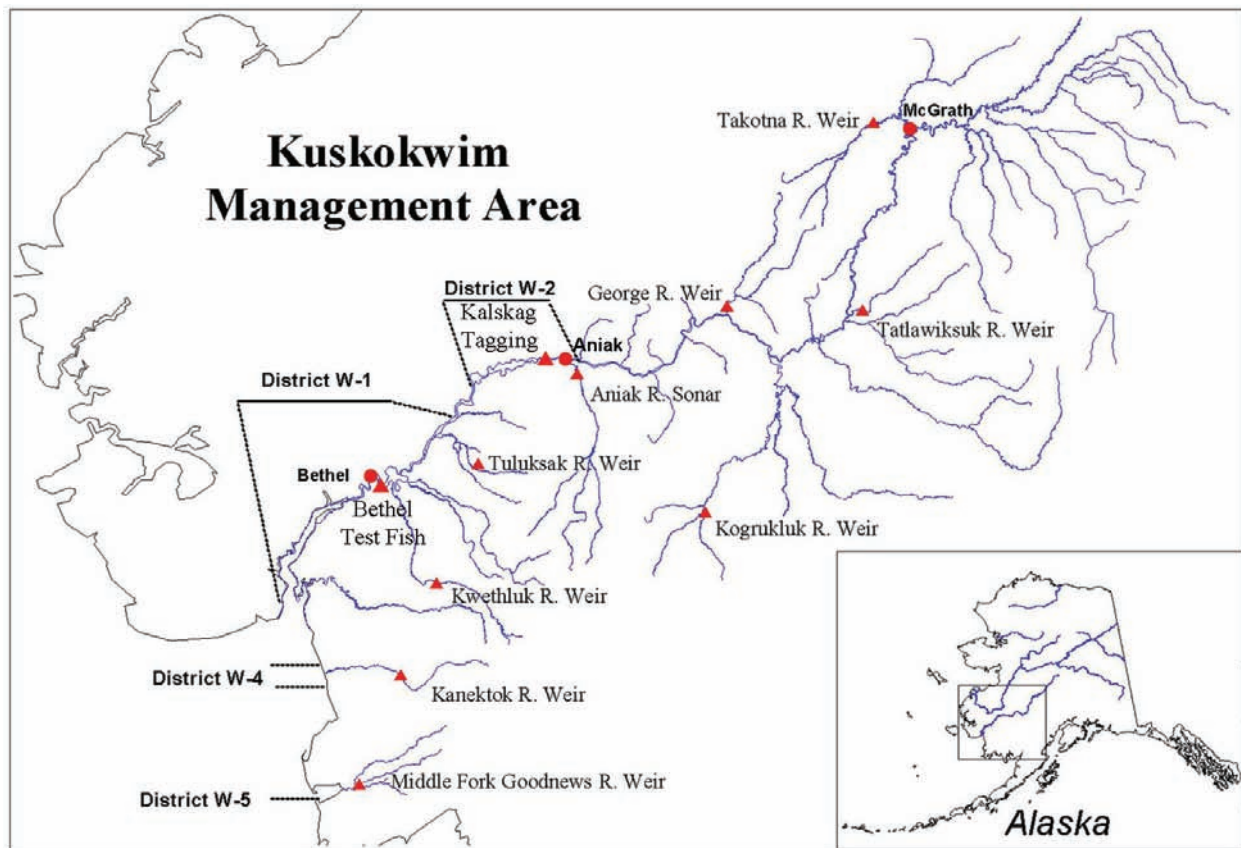 Kuskokwim
Management Area
Takotna R. Weir
McGrath
District W-2
Kalskag
Tagging
George R. Weir
Aniak
Tatlawiksuk R. Weir
District W-1
Aniak R. Sonar
Bethel
Tuluksak R. Weir
Bethel
Test Fish
Kogrukluk R. Weir
Kwethluk R. Weir
District W-4
Kanektok R. Weir
Middle Fork Goodnews R. Weir
District W-5
Alaska